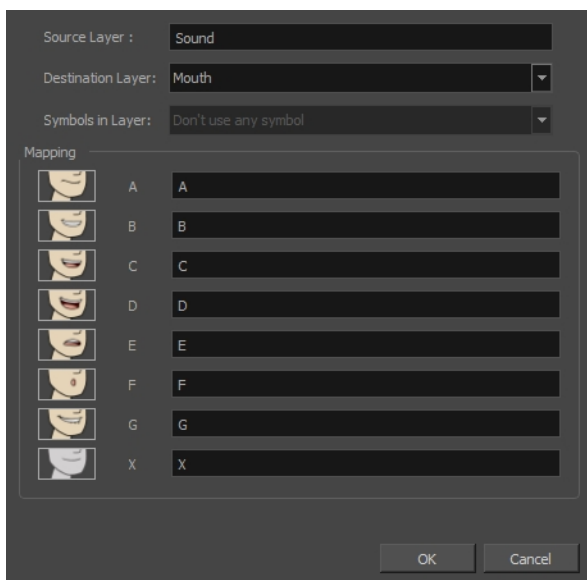 Source Layer : Sound
Destination Layer: Mouth
Symbols in Layer: Don't use any symbol
Mapping
A A
B B
C C
D D
E E
F F
G G
X X
OK Cancel